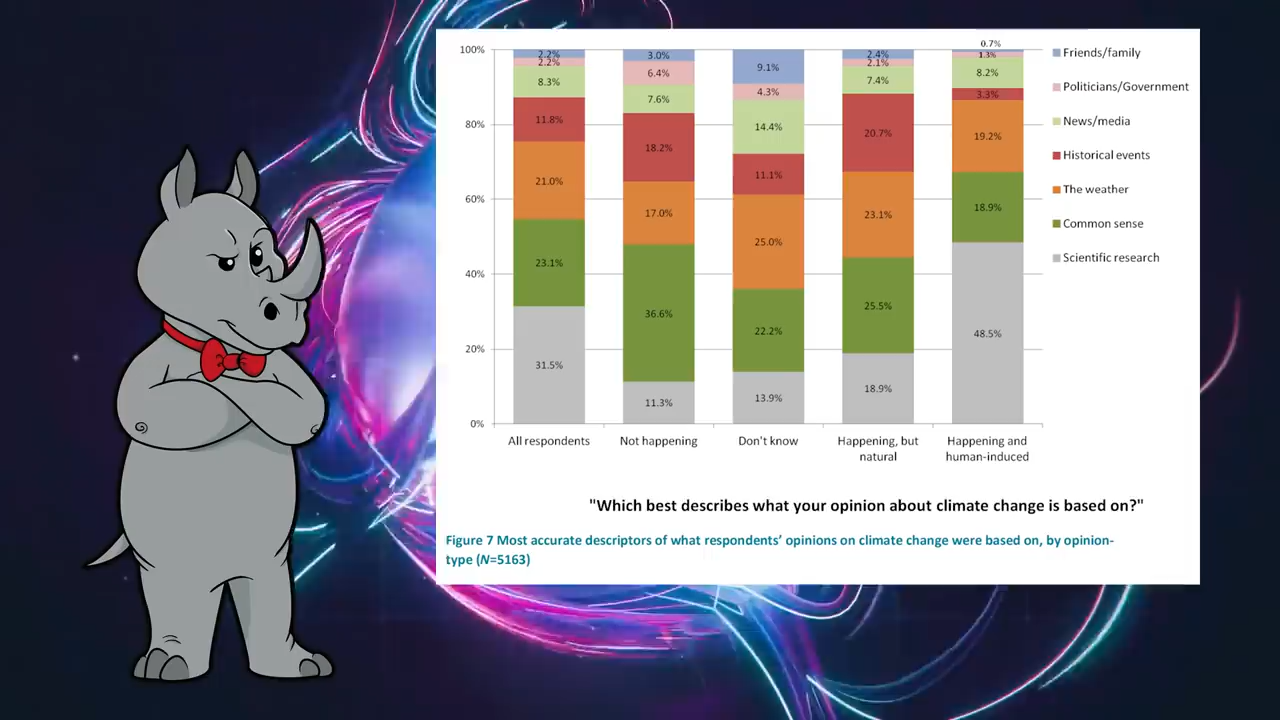 0.7%
100%
2.2%
3.0%
2.4%
1.3%
Friends/family
2.2%
6.4%
9.1%
2.1%
8.2%
Politicians/Government
8.3%
7.6%
4.3%
7.4%
3.3%
News/media
80%
11.8%
18.2%
14.4%
20.7%
19.2%
Historical events
11.1%
60%
21.0%
17.0%
25.0%
23.1%
18.9%
The weather
Common sense
40%
23.1%
36.6%
22.2%
25.5%
48.5%
Scientific research
20%
31.5%
11.3%
13.9%
18.9%
0%
All respondents
Not happening
Don't know
Happening, but
natural
Happening and
human-induced
"Which best describes what your opinion about climate change is based on?"
Figure 7 Most accurate descriptors of what respondents’ opinions on climate change were based on, by opinion-
type (N=5163)